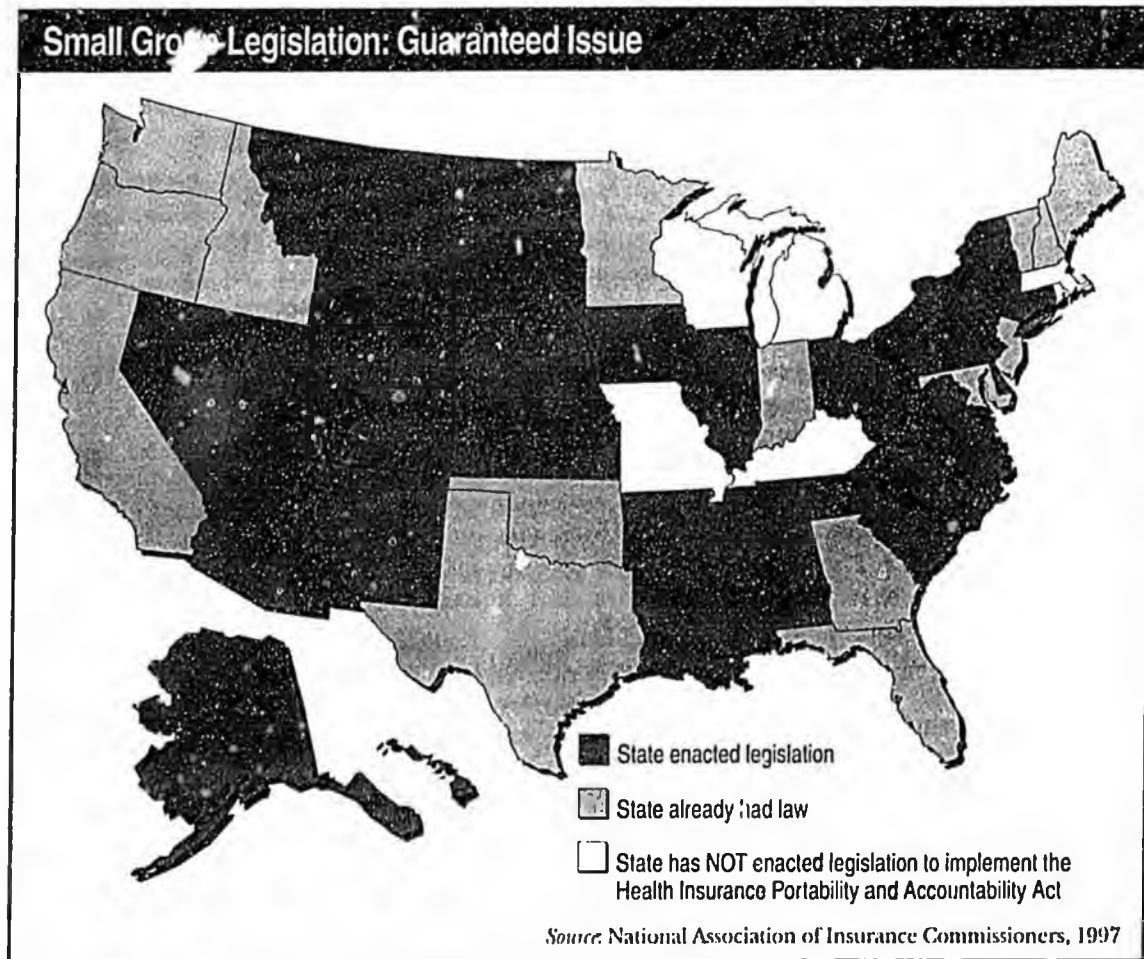 Small Group Legislation: Guaranteed Issue
State enacted legislation
State already had law
State has NOT enacted legislation to implement the
Health Insurance Portability and Accountability Act
Source: National Association of Insurance Commissioners, 1997